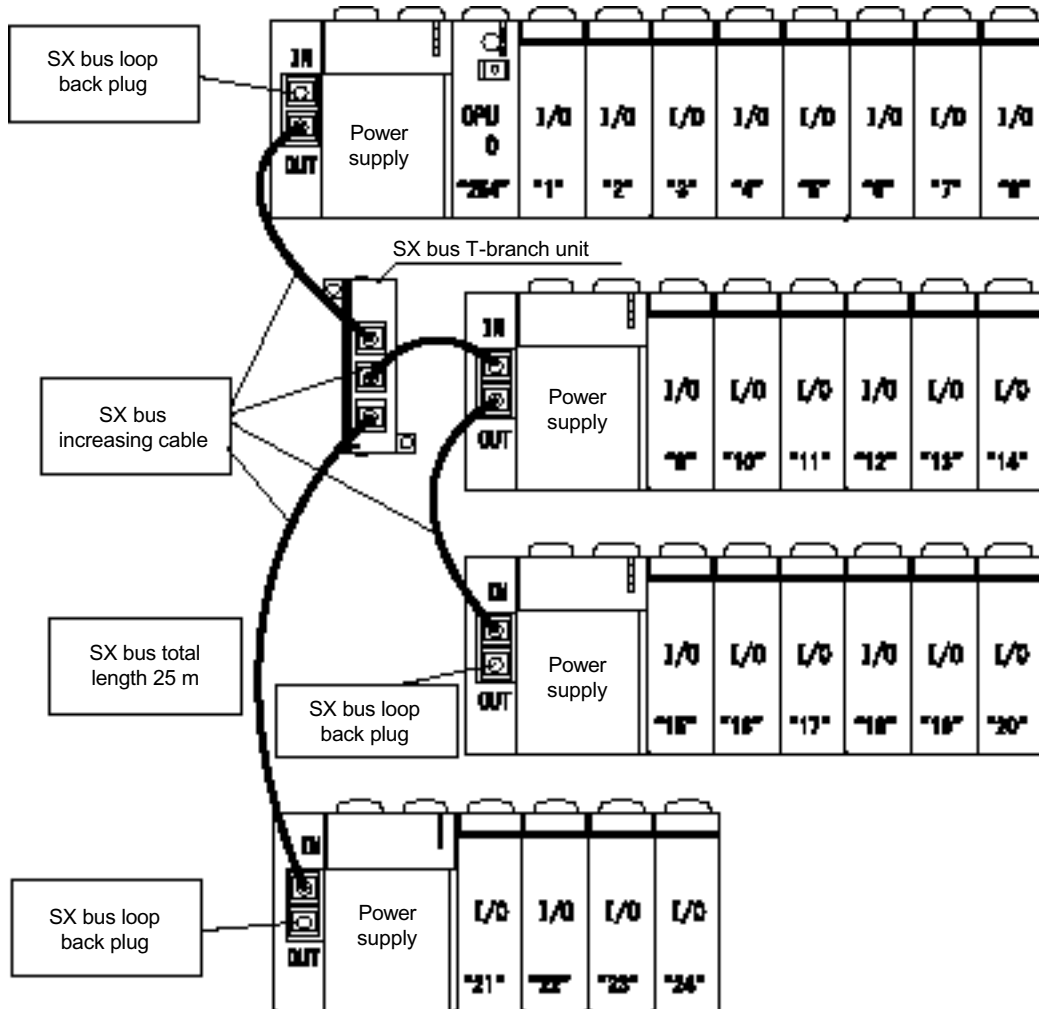 SX bus loop
back plug
IN
OUT
Power
supply
CPU
0
"254"
I/O I/O I/O I/O I/O I/O I/O I/O
"1" "2" "3" "4" "5" "6" "7" "8"
SX bus T-branch unit
SX bus
increasing cable
IN
OUT
Power
supply
I/O I/O I/O I/O I/O I/O
"9" "10" "11" "12" "13" "14"
SX bus total
length 25 m
SX bus loop
back plug
IN
OUT
Power
supply
I/O I/O I/O I/O I/O I/O
"15" "16" "17" "18" "19" "20"
SX bus loop
back plug
IN
OUT
Power
supply
I/O I/O I/O I/O
"21" "22" "23" "24"